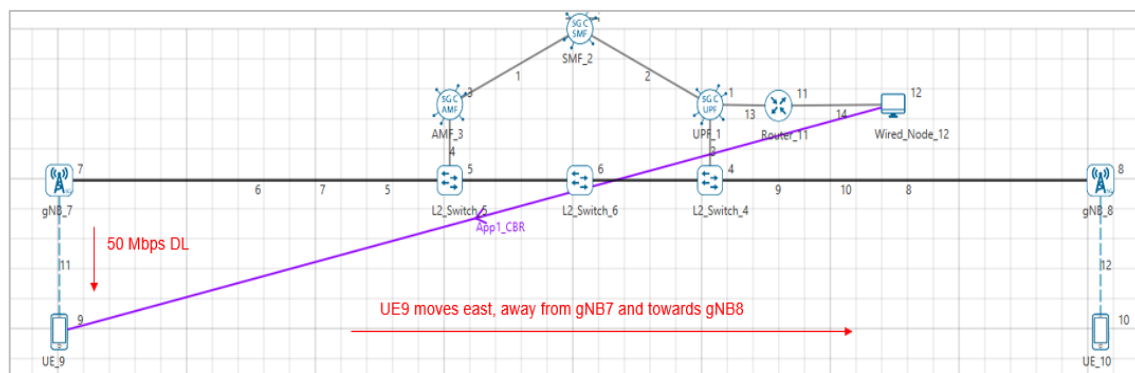 5G C
SMF
SMF_2
1
2
3
5G C
AMF
AMF_3
1
5G C
UPF
UPF_1
13
11
Router_11
14
12
Wired_Node_12
4
3
7
gNB_7
6
7
5
5
L2_Switch_5
6
L2_Switch_6
4
L2_Switch_4
9
10
8
8
gNB_8
App1_CBR
50 Mbps DL
11
12
UE9 moves east, away from gNB7 and towards gNB8
9
UE_9
10
UE_10